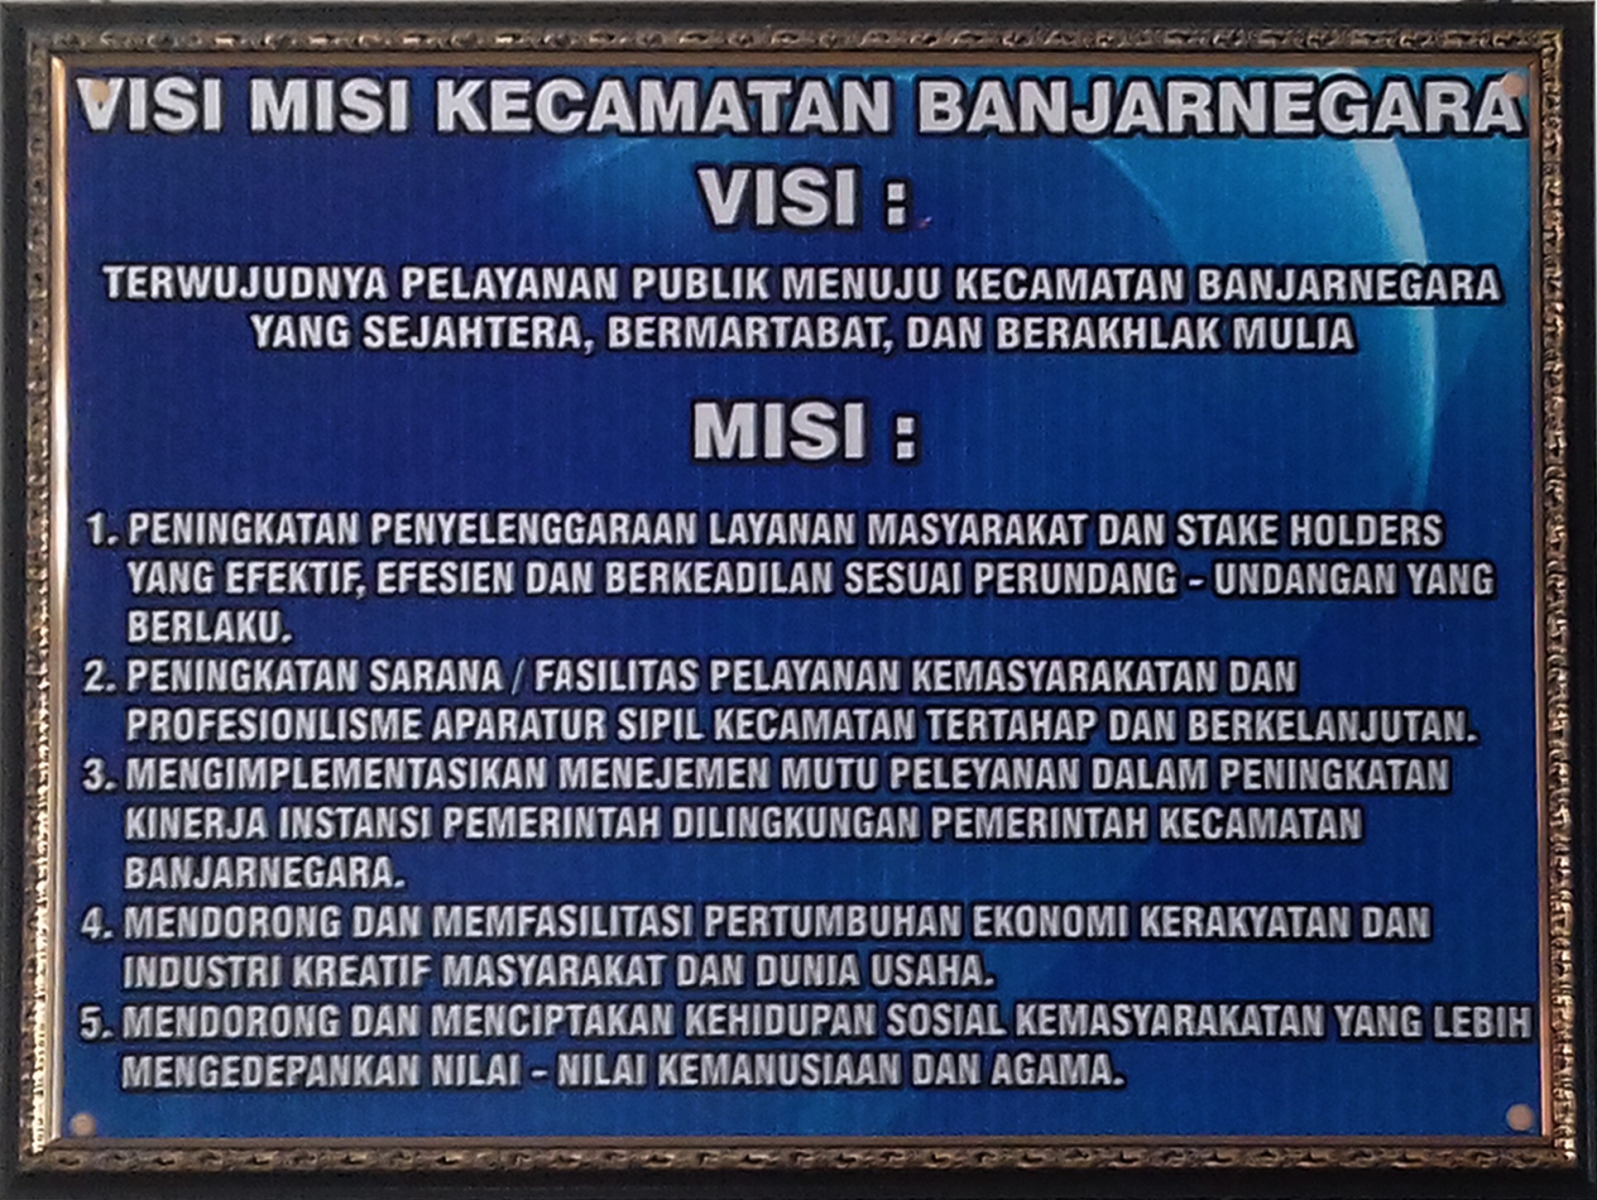 VISI MISI KECAMATAN BANJARNEGARA
VISI :
TERWUJUDNYA PELAYANAN PUBLIK MENUJU KECAMATAN BANJARNEGARA
YANG SEJAHTERA, BERMARTABAT, DAN BERAKHLAK MULIA
MISI :
1. PENINGKATAN PENYELENGGARAAN LAYANAN MASYARAKAT DAN STAKE HOLDERS
YANG EFEKTIF, EFESIEN DAN BERKEADILAN SESUAI PERUNDANG - UNDANGAN YANG
BERLAKU.
2. PENINGKATAN SARANA / FASILITAS PELAYANAN KEMASYARAKATAN DAN
PROFESIONLISME APARATUR SIPIL KECAMATAN TERTAHAP DAN BERKELANJUTAN.
3. MENGIMPLEMENTASIKAN MENEJEMEN MUTU PELEYANAN DALAM PENINGKATAN
KINERJA INSTANSI PEMERINTAH DILINGKUNGAN PEMERINTAH KECAMATAN
BANJARNEGARA.
4. MENDORONG DAN MEMFASILITASI PERTUMBUHAN EKONOMI KERAKYATAN DAN
INDUSTRI KREATIF MASYARAKAT DAN DUNIA USAHA.
5. MENDORONG DAN MENCIPTAKAN KEHIDUPAN SOSIAL KEMASYARAKATAN YANG LEBIH
MENGEDEPANKAN NILAI - NILAI KEMANUSIAAN DAN AGAMA.